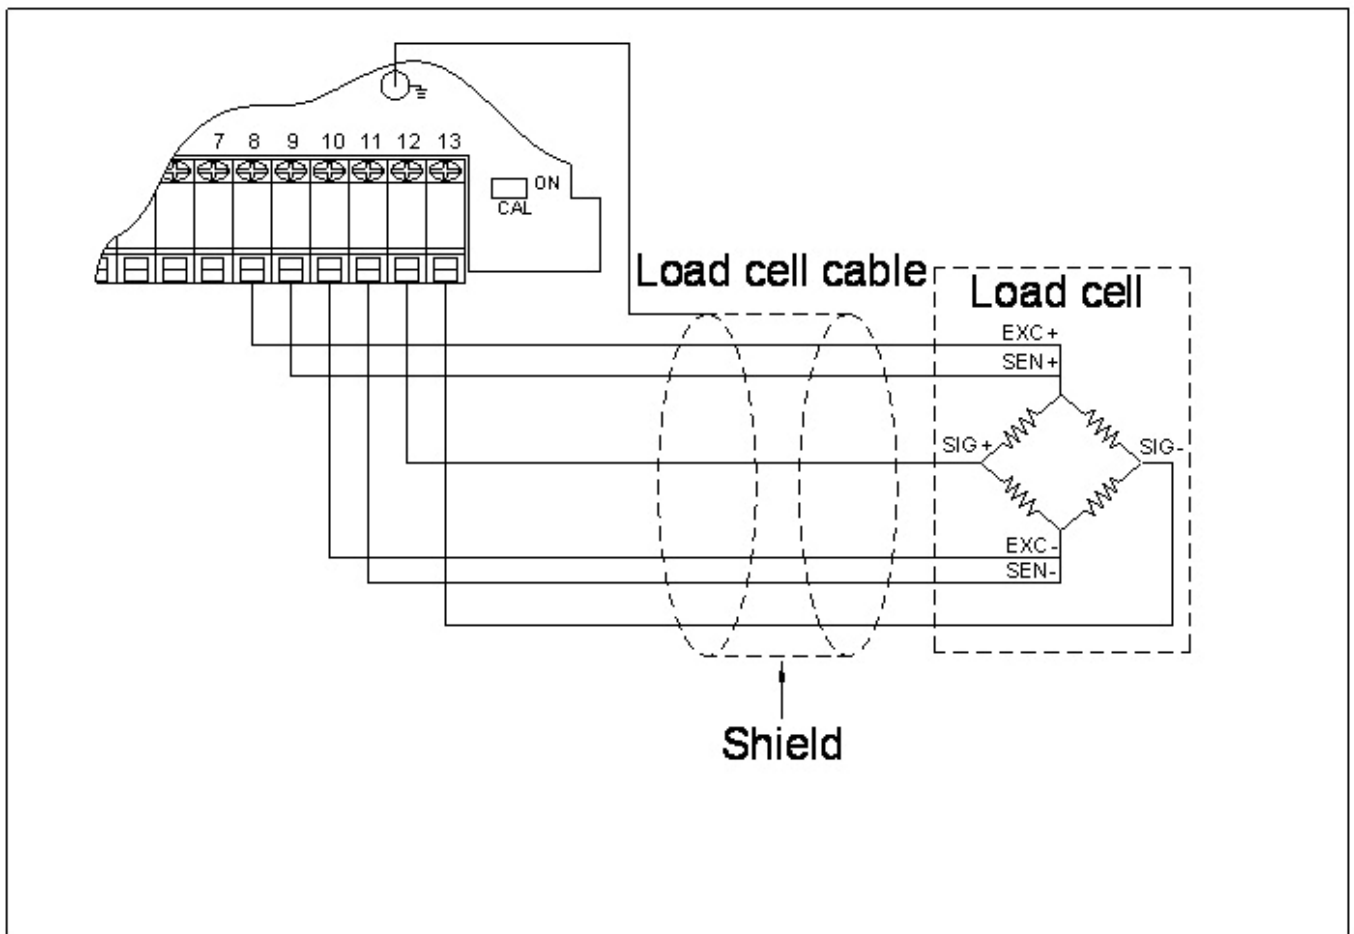 7 8 9 10 11 12 13
ON
CAL
Load cell cable
Load cell
EXC+
SEN+
SIG+
SIG-
EXC-
SEN-
Shield